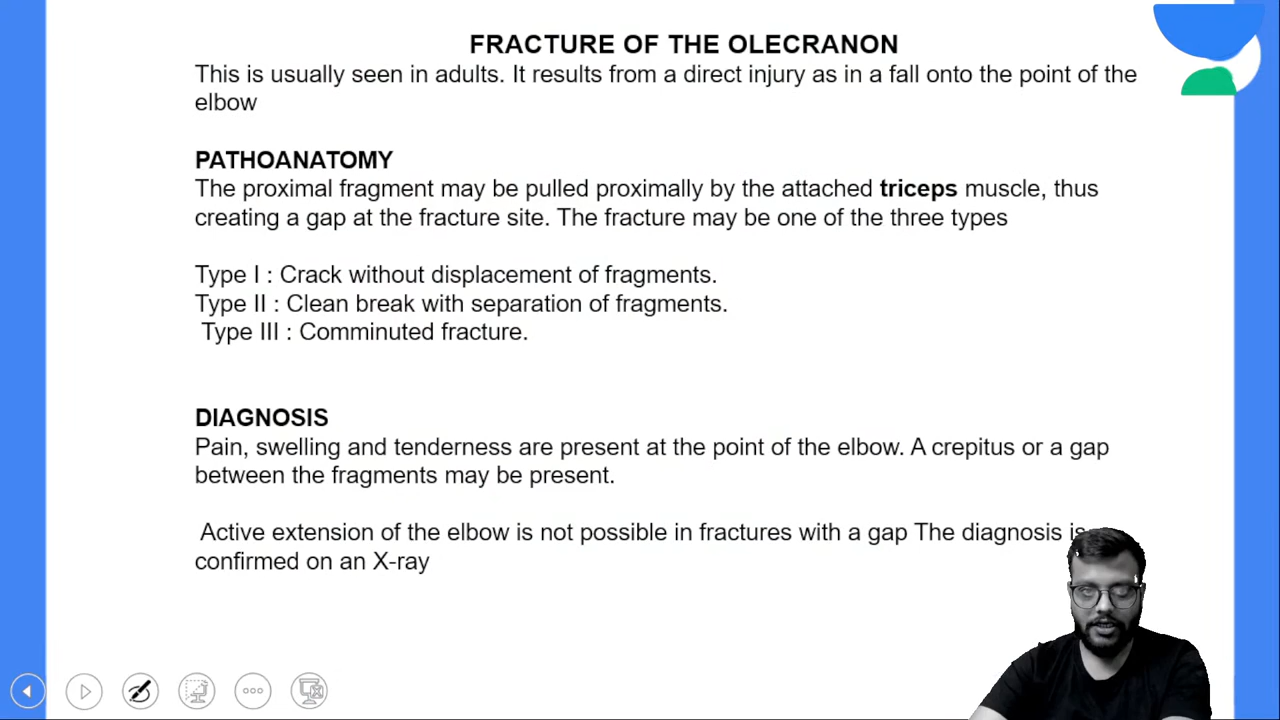 FRACTURE OF THE OLECRANON
This is usually seen in adults. It results from a direct injury as in a fall onto the point of the
elbow
PATHOANATOMY
The proximal fragment may be pulled proximally by the attached triceps muscle, thus
creating a gap at the fracture site. The fracture may be one of the three types
Type I : Crack without displacement of fragments.
Type II : Clean break with separation of fragments.
Type III : Comminuted fracture.
DIAGNOSIS
Pain, swelling and tenderness are present at the point of the elbow. A crepitus or a gap
between the fragments may be present.
Active extension of the elbow is not possible in fractures with a gap The diagnosis is
confirmed on an X-ray